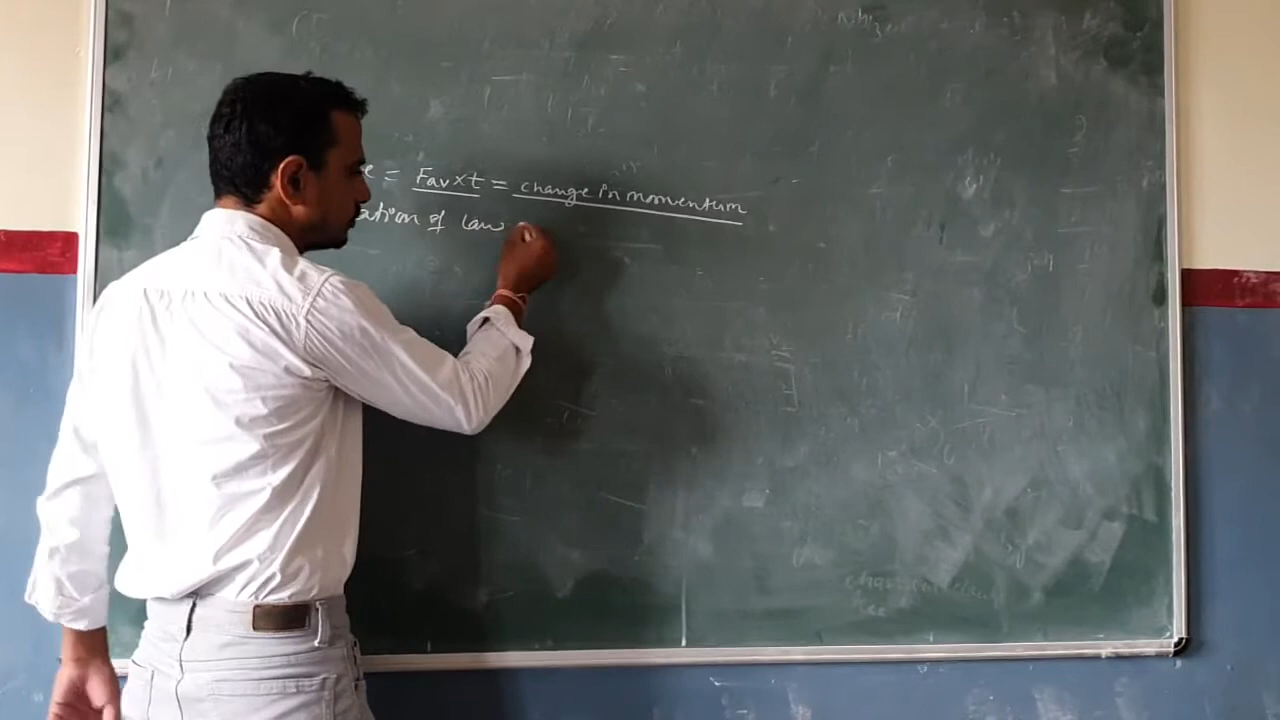 e = Fav×t = change in momentum
ation of law